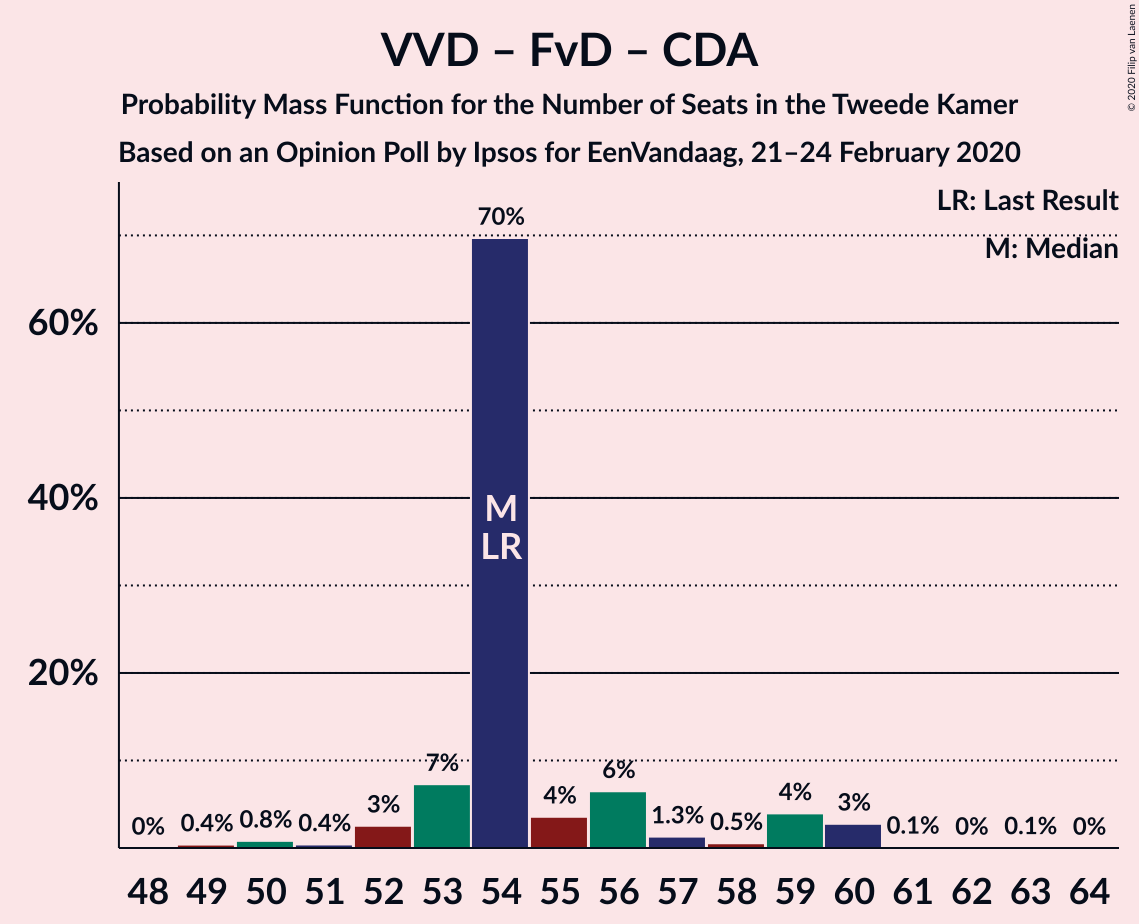 VVD – FvD – CDA
Probability Mass Function for the Number of Seats in the Tweede Kamer
Based on an Opinion Poll by Ipsos for EenVandaag, 21–24 February 2020
© 2020 Filip van Laenen
LR: Last Result
M: Median
60%
40%
20%
0%
0.4%
0.8%
0.4%
3%
7%
70%
4%
6%
1.3%
0.5%
4%
3%
0.1%
0%
0.1%
0%
M
LR
48 49 50 51 52 53 54 55 56 57 58 59 60 61 62 63 64